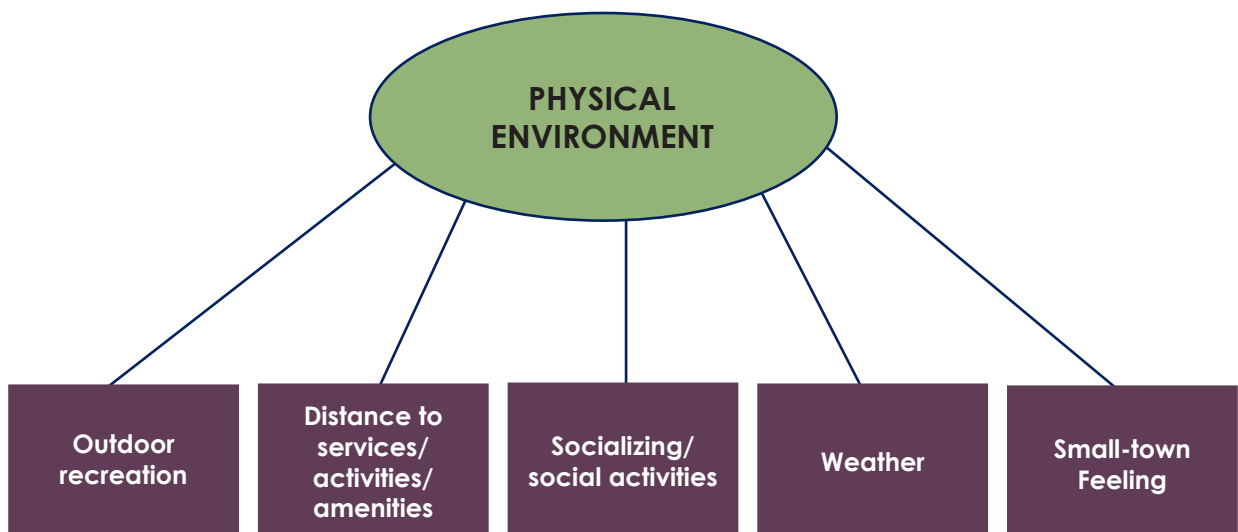 PHYSICAL
ENVIRONMENT
Outdoor
recreation
Distance to
services/
activities/
amenities
Socializing/
social activities
Weather
Small-town
Feeling